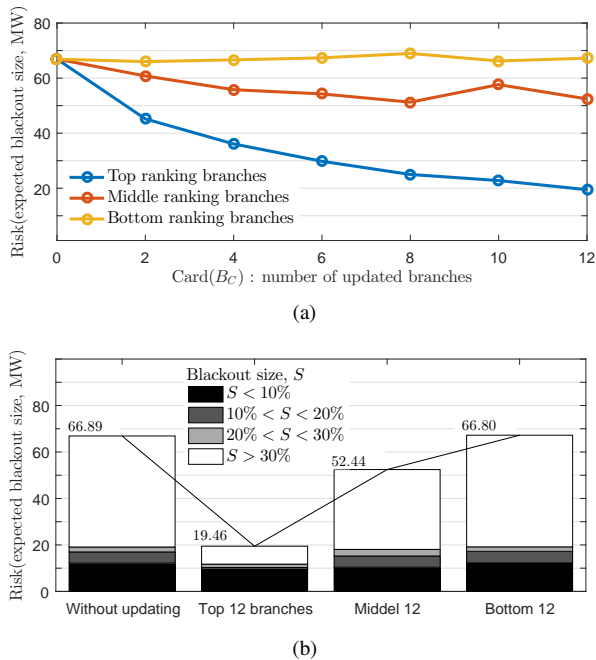 80
60
40
20
Risk(expected blackout size, MW)
Top ranking branches
Middle ranking branches
Bottom ranking branches
0 2 4 6 8 10 12
Card(B_C) : number of updated branches
(a)
Risk(expected blackout size, MW)
80
60
40
20
0
Blackout size, S
S < 10%
10% < S < 20%
20% < S < 30%
S > 30%
66.89
19.46
52.44
66.80
Without updating Top 12 branches Middel 12 Bottom 12
(b)